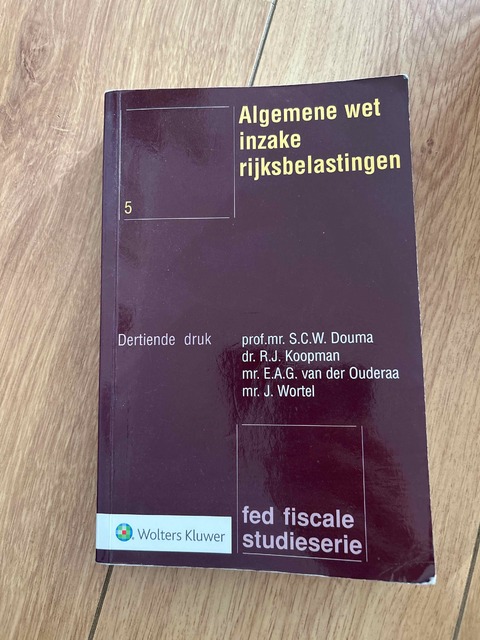 Algemene wet
inzake
rijksbelastingen
5
Dertiende druk
prof.mr. S.C.W. Douma
dr. R.J. Koopman
mr. E.A.G. van der Ouderaa
mr. J. Wortel
fed fiscale
studieserie
Wolters Kluwer